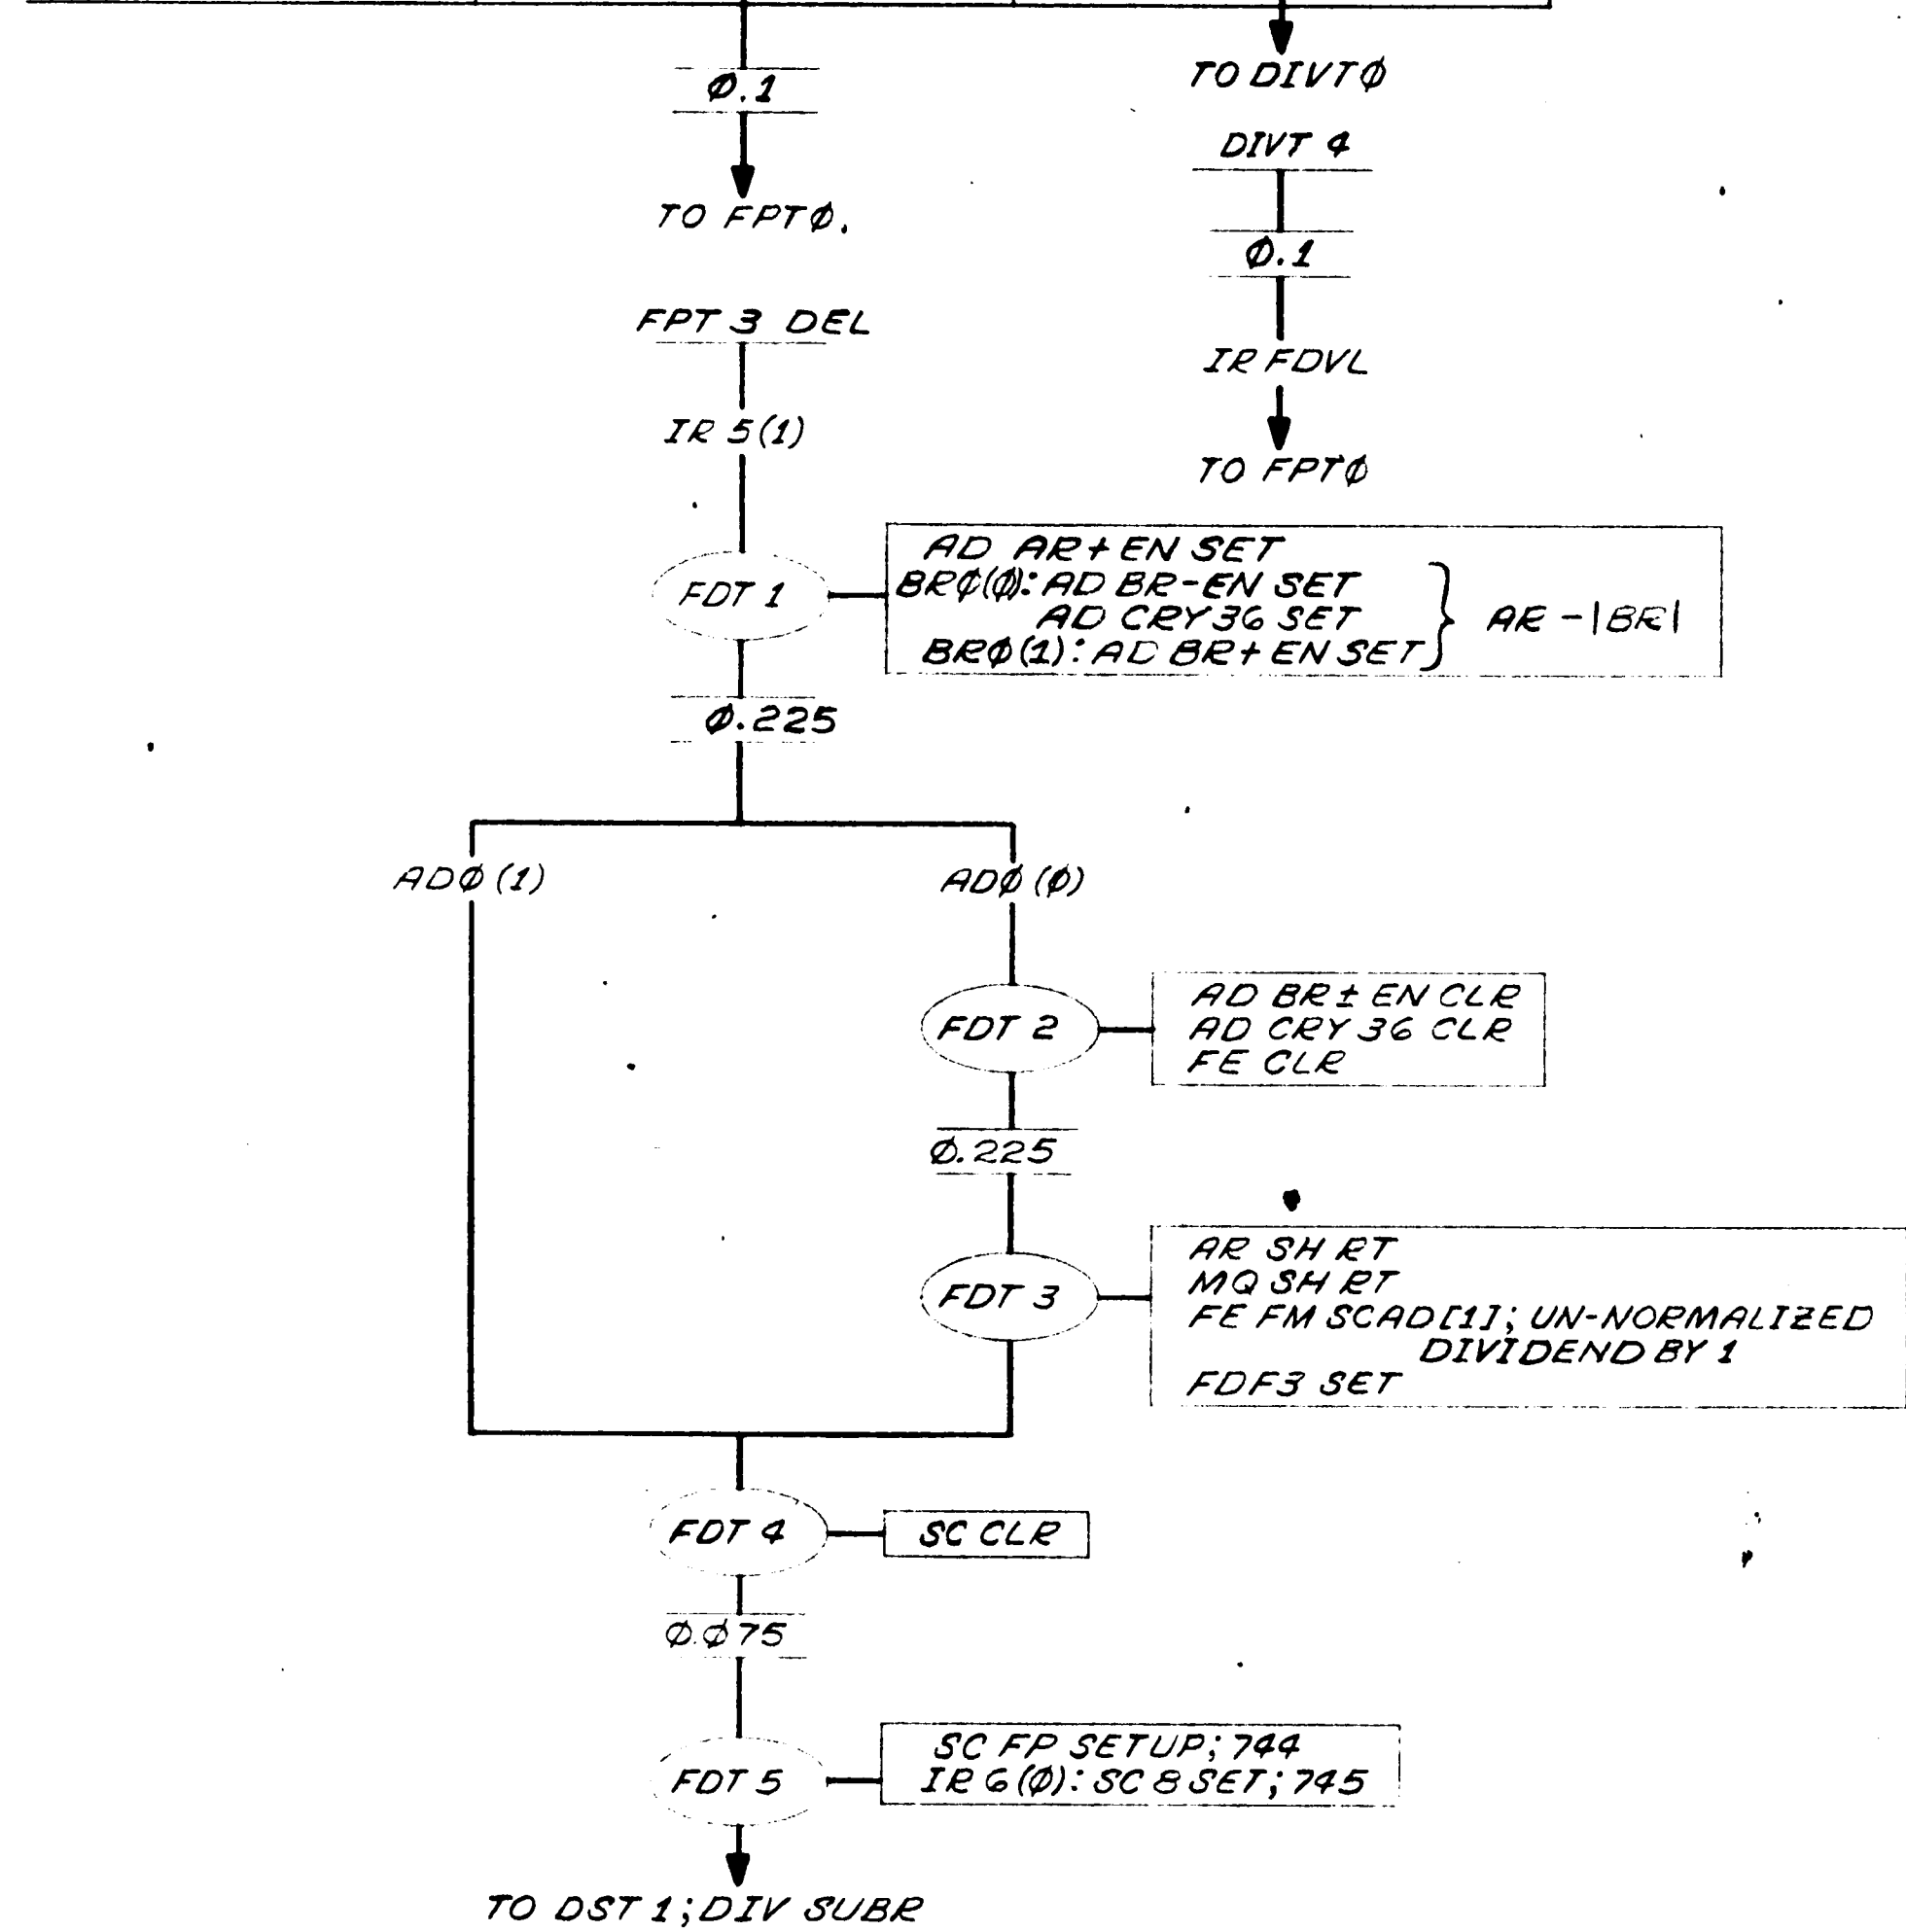 Ø.1
TO FPTØ.
TO DIVTØ
DIVT 4
Ø.1
IR FDVL
TO FPTØ
FPT 3 DEL
IR 5(1)
FDT 1
AD AR+ EN SET
BRØ(Ø): AD BR-EN SET
AD CRY 36 SET
BRØ(1): AD BR+ EN SET
AR -|BR|
Ø.225
ADØ (1)
ADØ (Ø)
FDT 2
AD BR± EN CLR
AD CRY 36 CLR
FE CLR
Ø.225
FDT 3
AR SH RT
MQ SH RT
FE FM SCAD[1]; UN-NORMALIZED
DIVIDEND BY 1
FDF3 SET
FDT 4
SC CLR
Ø.Ø75
FDT 5
SC FP SETUP; 744
IR 6(Ø): SC 8 SET; 745
TO DST 1; DIV SUBR